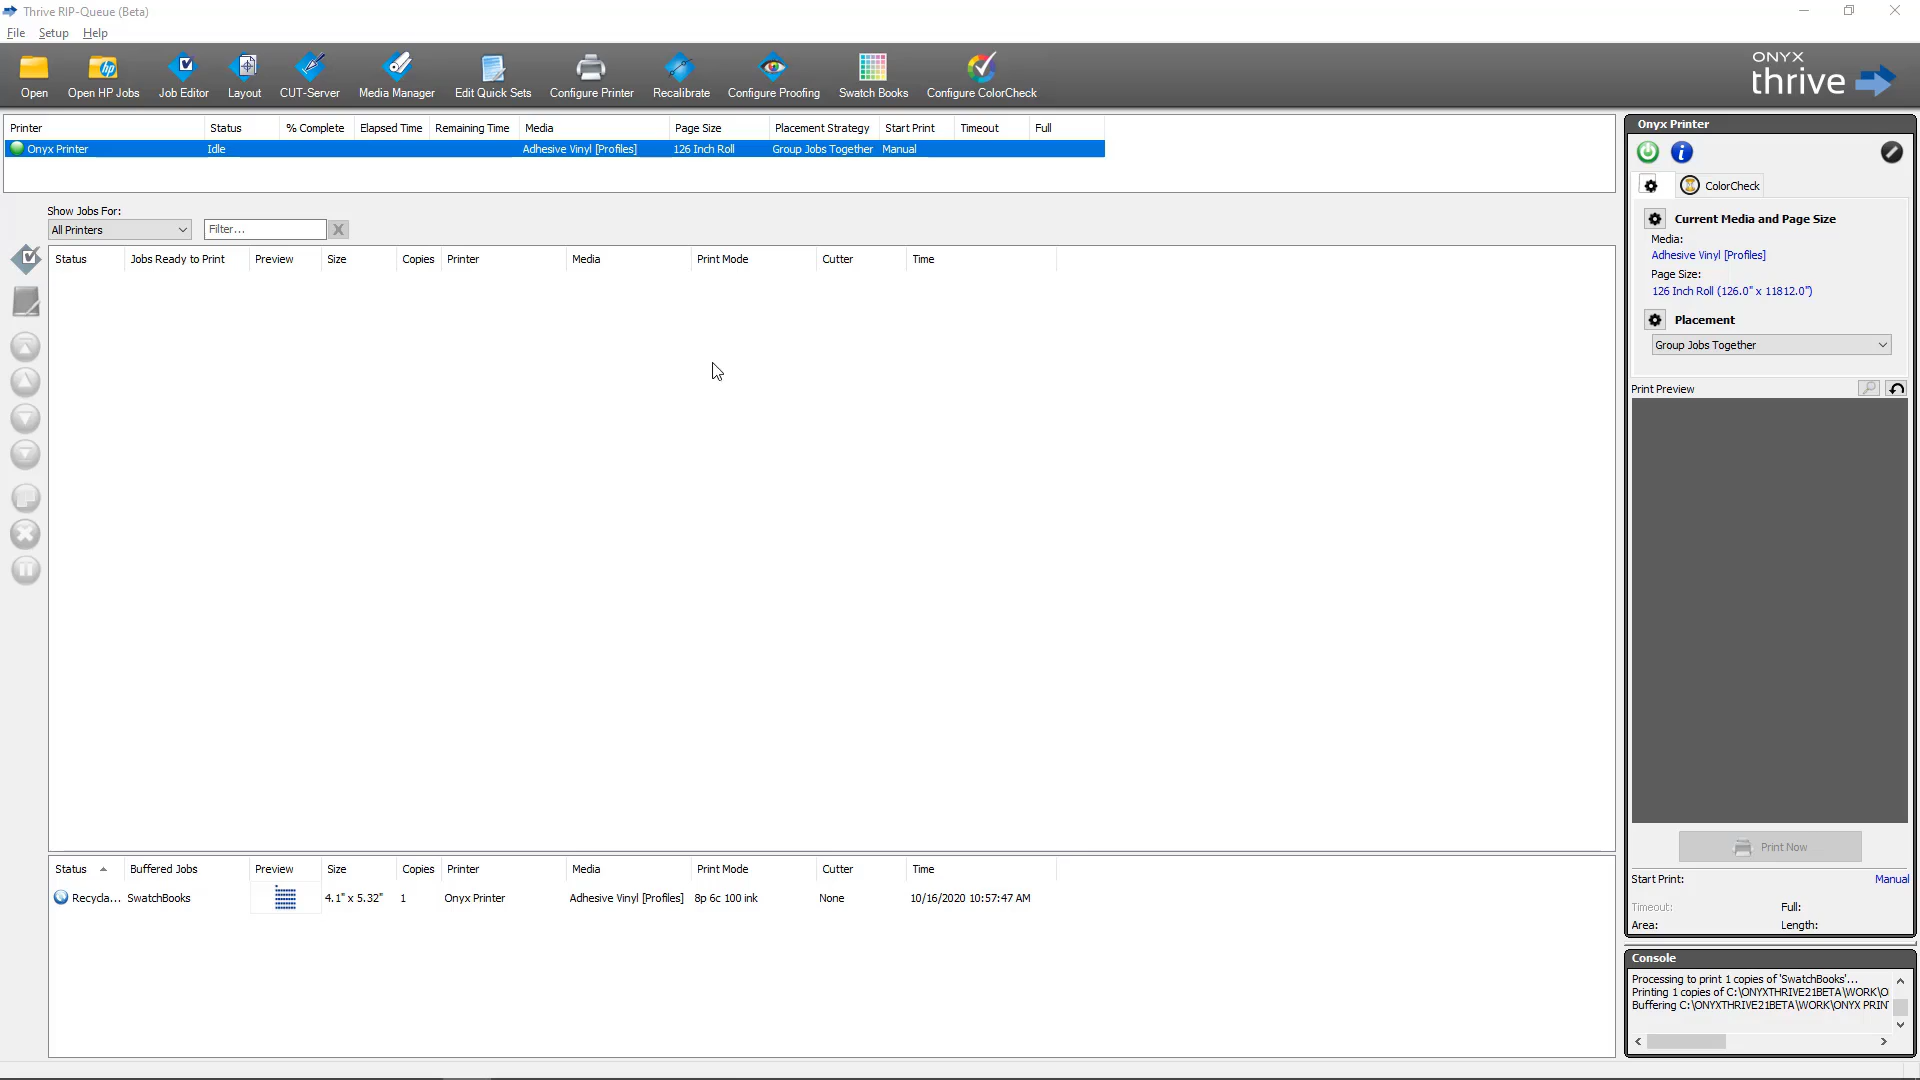 Thrive RIP-Queue (Beta)
File Setup Help
Open Open HP Jobs Job Editor Layout CUT-Server Media Manager Edit Quick Sets Configure Printer Recalibrate Configure Proofing Swatch Books Configure ColorCheck
ONYX
thrive
Printer Status % Complete Elapsed Time Remaining Time Media Page Size Placement Strategy Start Print Timeout Full
Onyx Printer Idle Adhesive Vinyl [Profiles] 126 Inch Roll Group Jobs Together Manual
Show Jobs For:
All Printers Filter... X
Status Jobs Ready to Print Preview Size Copies Printer Media Print Mode Cutter Time
Status Buffered Jobs Preview Size Copies Printer Media Print Mode Cutter Time
Recycla... SwatchBooks 4.1" x 5.32" 1 Onyx Printer Adhesive Vinyl [Profiles] 8p 6c 100 ink None 10/16/2020 10:57:47 AM
Onyx Printer
ColorCheck
Current Media and Page Size
Media:
Adhesive Vinyl [Profiles]
Page Size:
126 Inch Roll (126.0" x 11812.0")
Placement
Group Jobs Together
Print Preview
Print Now
Start Print: Manual
Timeout: Full:
Area: Length:
Console
Processing to print 1 copies of 'SwatchBooks'...
Printing 1 copies of C:\ONYXTHRIVE21BETA\WORK\O
Buffering C:\ONYXTHRIVE21BETA\WORK\ONYX PRIN